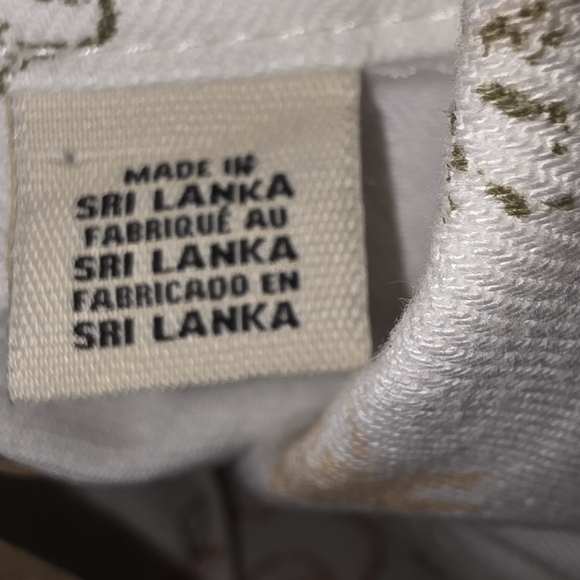 MADE IN
SRI LANKA
FABRIQUÉ AU
SRI LANKA
FABRICADO EN
SRI LANKA